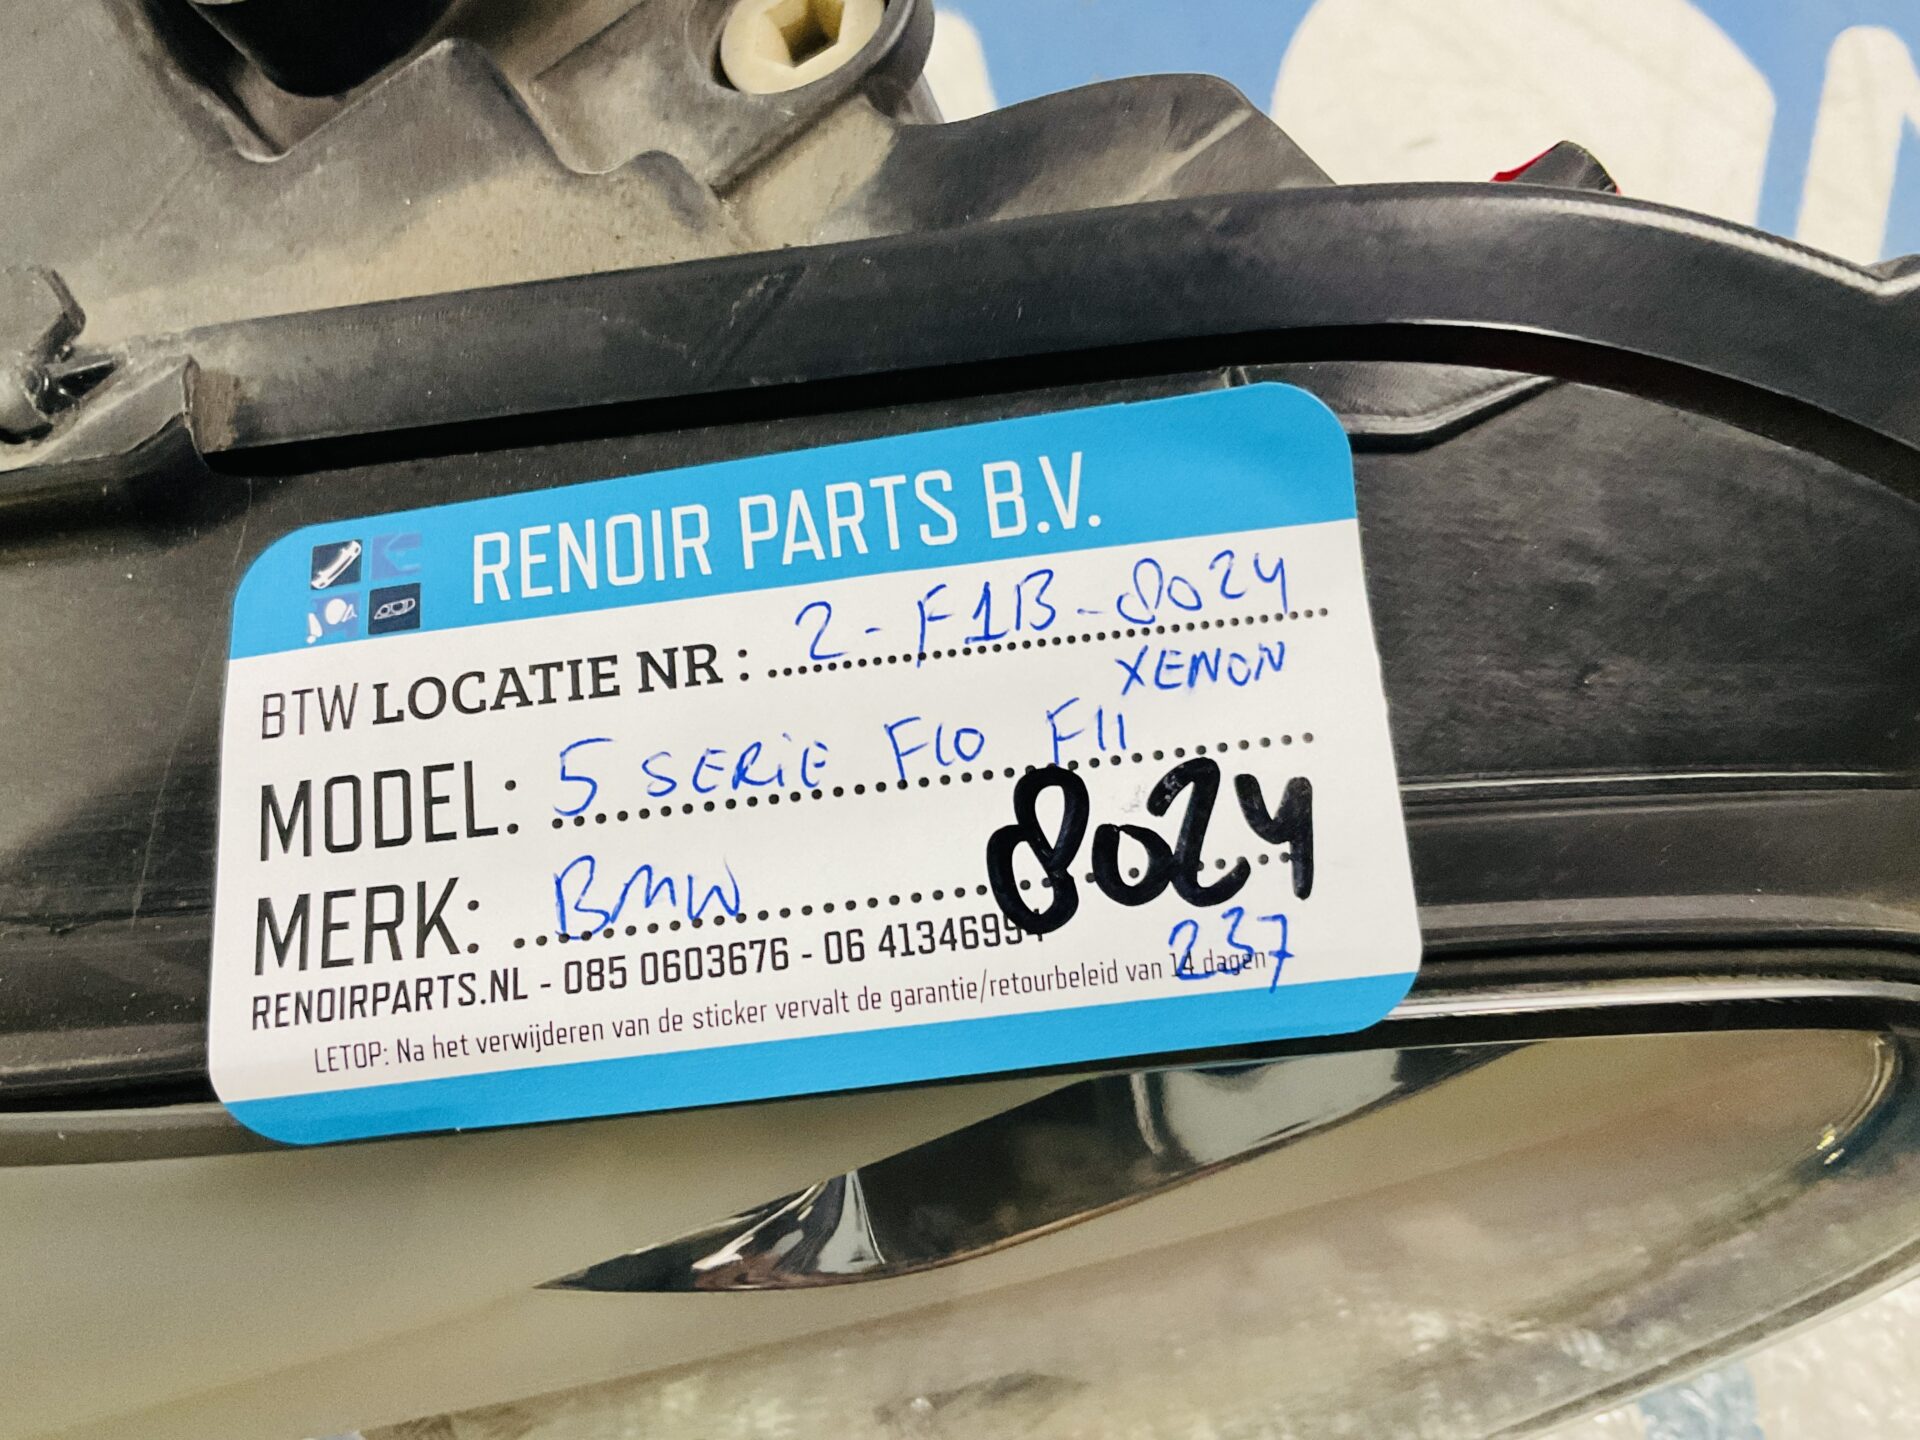 RENOIR PARTS B.V.
BTW LOCATIE NR : 2-F1B-8024
XENON
MODEL: 5 SERIE F10 F11
8024
MERK: BMW
237
RENOIRPARTS.NL - 085 0603676 - 06 41346994
LETOP: Na het verwijderen van de sticker vervalt de garantie/retourbeleid van 14 dagen